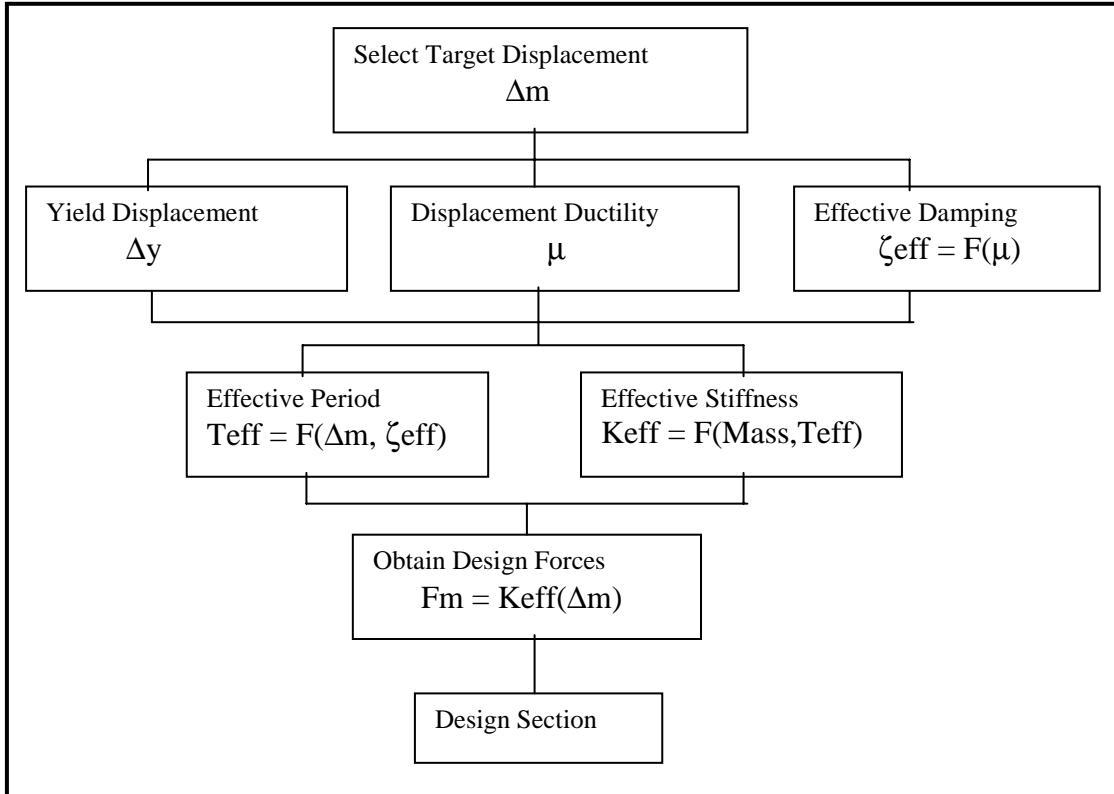 Select Target Displacement
Δm
Yield Displacement
Δy
Displacement Ductility
μ
Effective Damping
ζeff = F(μ)
Effective Period
Teff = F(Δm, ζeff)
Effective Stiffness
Keff = F(Mass,Teff)
Obtain Design Forces
Fm = Keff(Δm)
Design Section